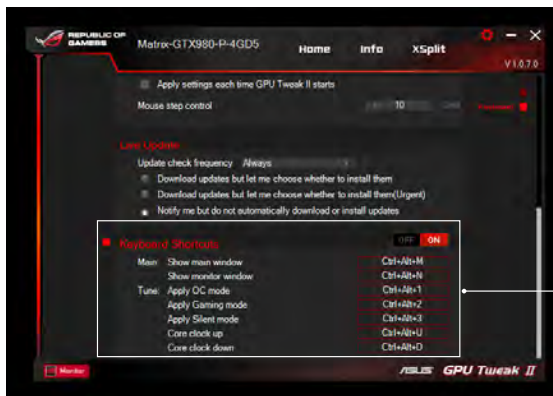 REPUBLIC OF
GAMERS
Matrix-GTX980-P-4GD5
Home Info XSplit
V1.0.7.0
Apply settings each time GPU Tweak II starts
Mouse step control 10
Live Update
Update check frequency Always
Download updates but let me choose whether to install them
Download updates but let me choose whether to install them(Urgent)
Notify me but do not automatically download or install updates
Keyboard Shortcuts OFF ON
Main: Show main window Ctrl+Alt+M
Show monitor window Ctrl+Alt+N
Tune: Apply OC mode Ctrl+Alt+1
Apply Gaming mode Ctrl+Alt+2
Apply Silent mode Ctrl+Alt+3
Core clock up Ctrl+Alt+U
Core clock down Ctrl+Alt+D
Monitor ASUS GPU Tweak II